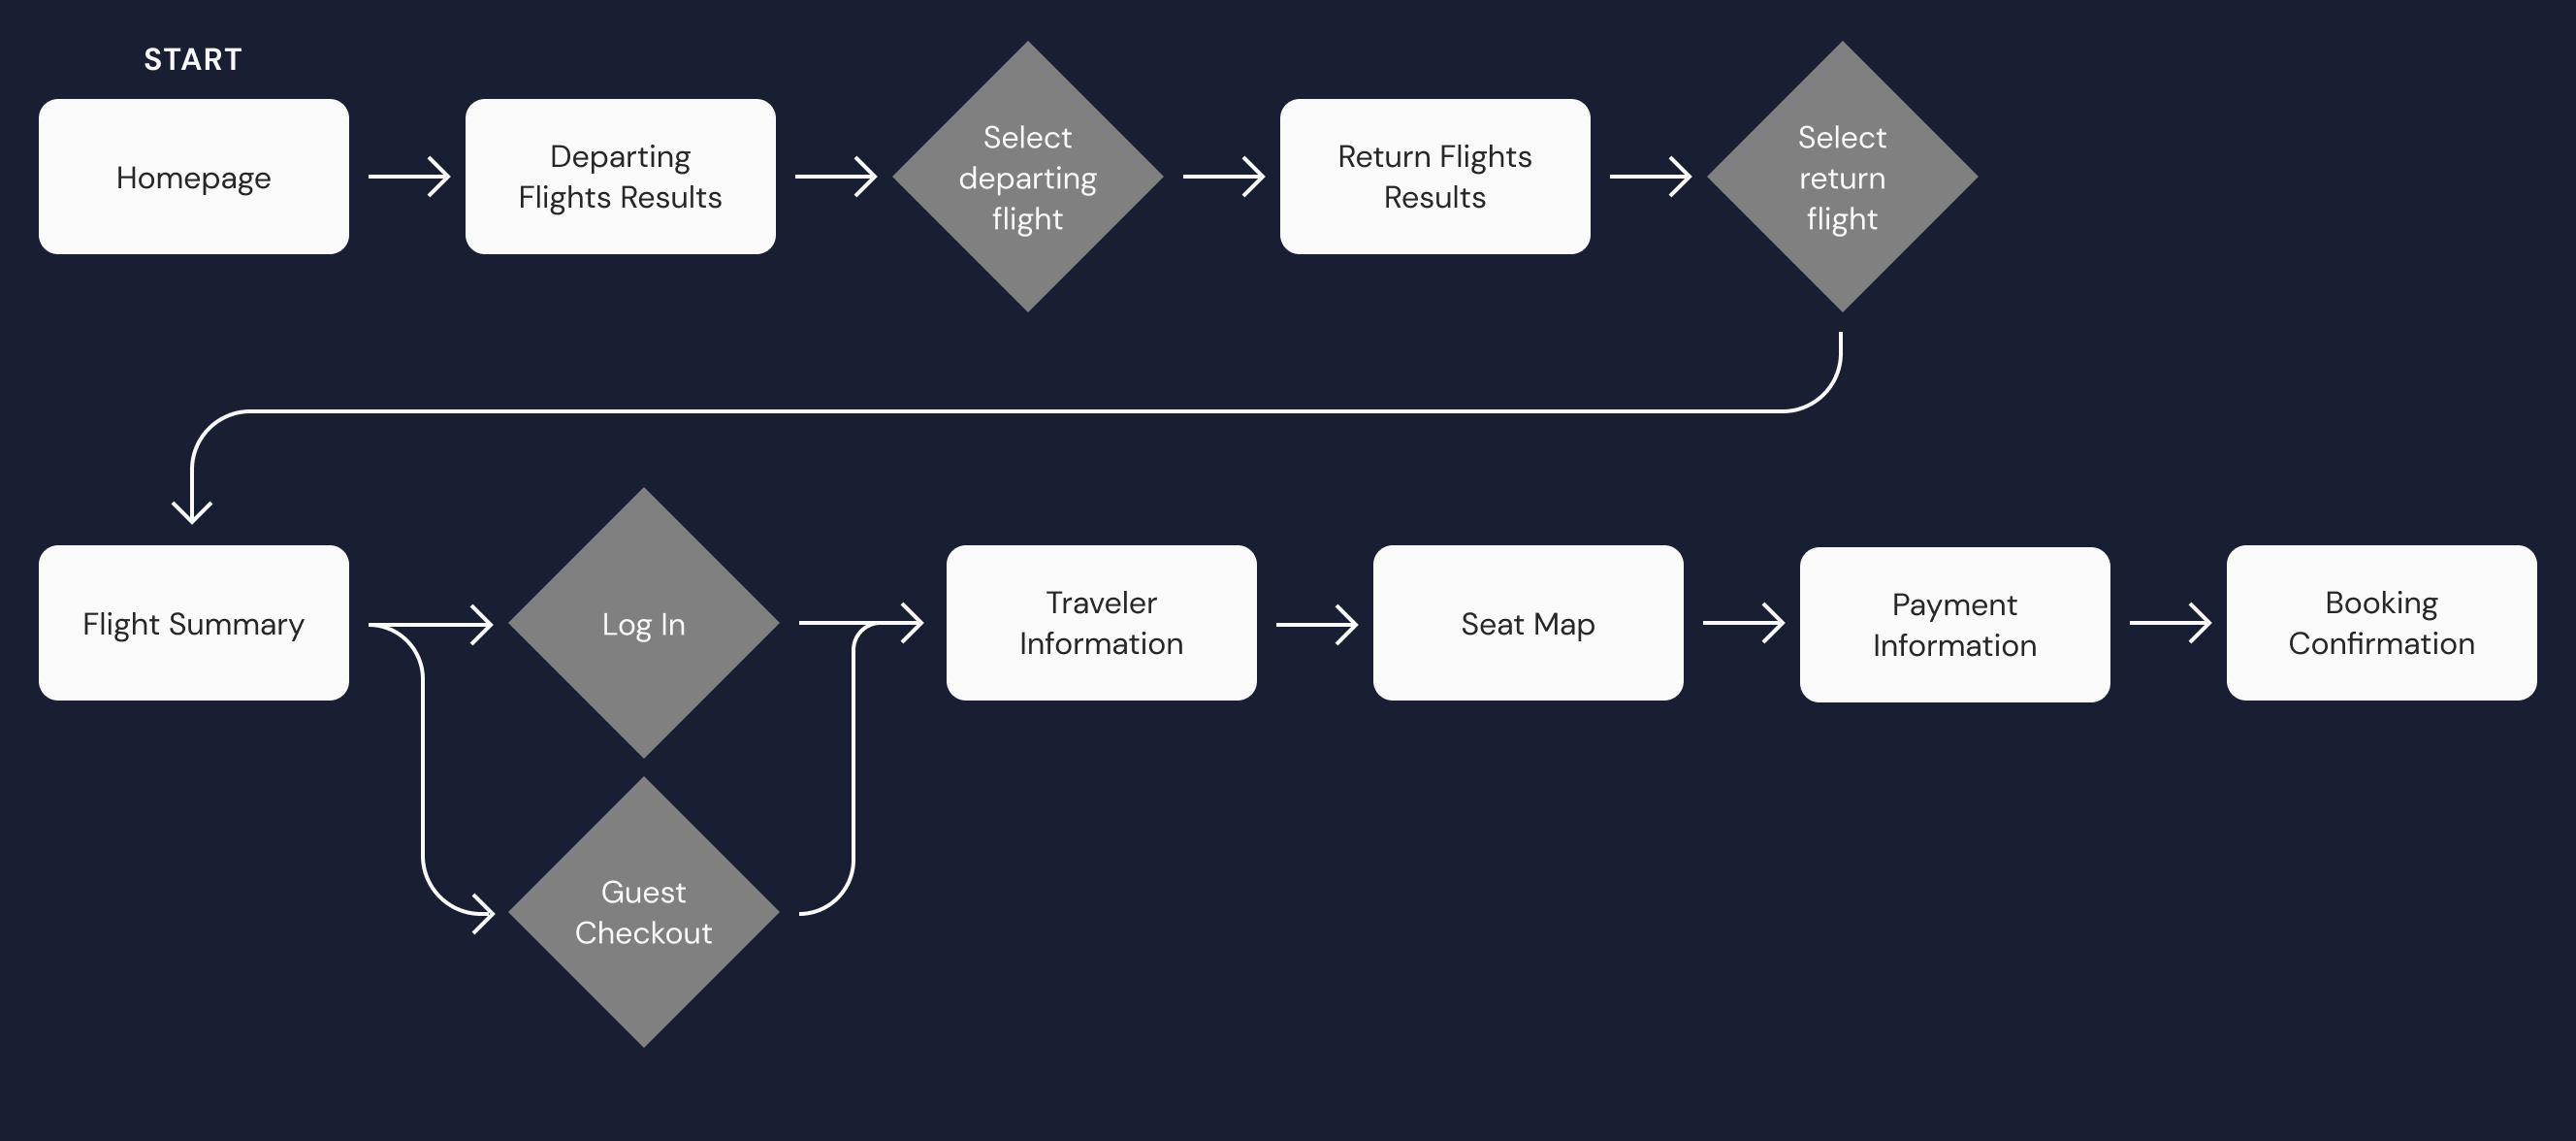 START
Homepage
Departing
Flights Results
Select
departing
flight
Return Flights
Results
Select
return
flight
Flight Summary
Log In
Guest
Checkout
Traveler
Information
Seat Map
Payment
Information
Booking
Confirmation